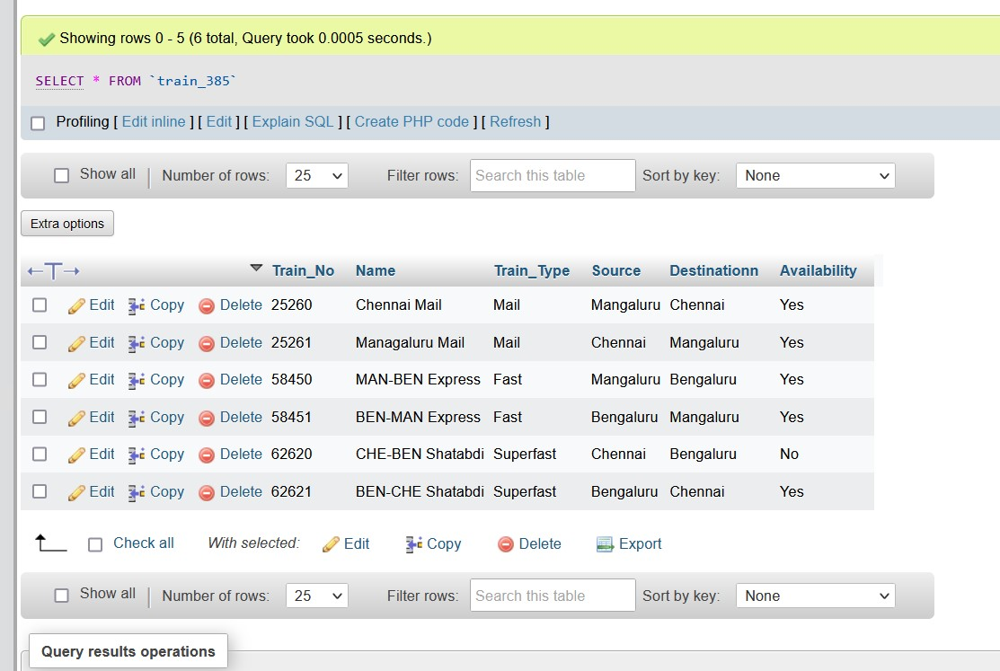 Showing rows 0 - 5 (6 total, Query took 0.0005 seconds.)
SELECT * FROM `train_385`
Profiling [ Edit inline ] [ Edit ] [ Explain SQL ] [ Create PHP code ] [ Refresh ]
Show all Number of rows: 25 Filter rows: Search this table Sort by key: None
Extra options
←T→ Train_No Name Train_Type Source Destinationn Availability
Edit Copy Delete 25260 Chennai Mail Mail Mangaluru Chennai Yes
Edit Copy Delete 25261 Managaluru Mail Mail Chennai Mangaluru Yes
Edit Copy Delete 58450 MAN-BEN Express Fast Mangaluru Bengaluru Yes
Edit Copy Delete 58451 BEN-MAN Express Fast Bengaluru Mangaluru Yes
Edit Copy Delete 62620 CHE-BEN Shatabdi Superfast Chennai Bengaluru No
Edit Copy Delete 62621 BEN-CHE Shatabdi Superfast Bengaluru Chennai Yes
Check all With selected: Edit Copy Delete Export
Show all Number of rows: 25 Filter rows: Search this table Sort by key: None
Query results operations